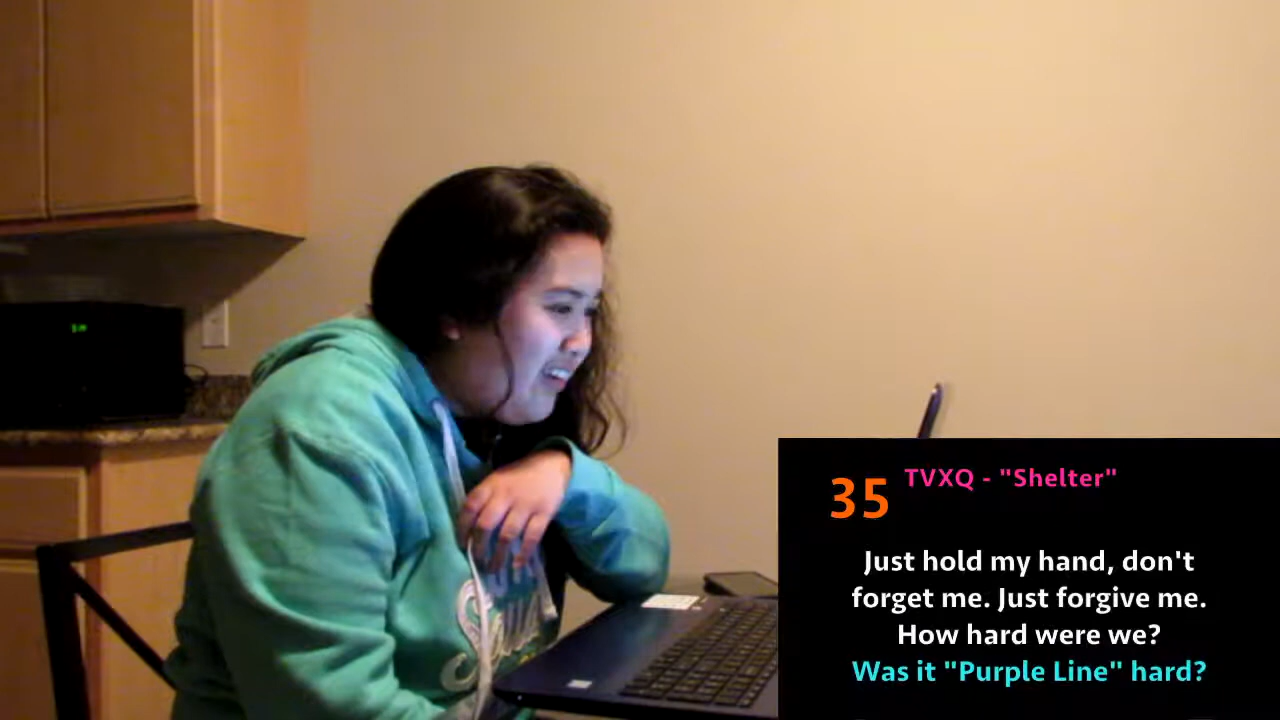 35
TVXQ - "Shelter"
Just hold my hand, don't
forget me. Just forgive me.
How hard were we?
Was it "Purple Line" hard?